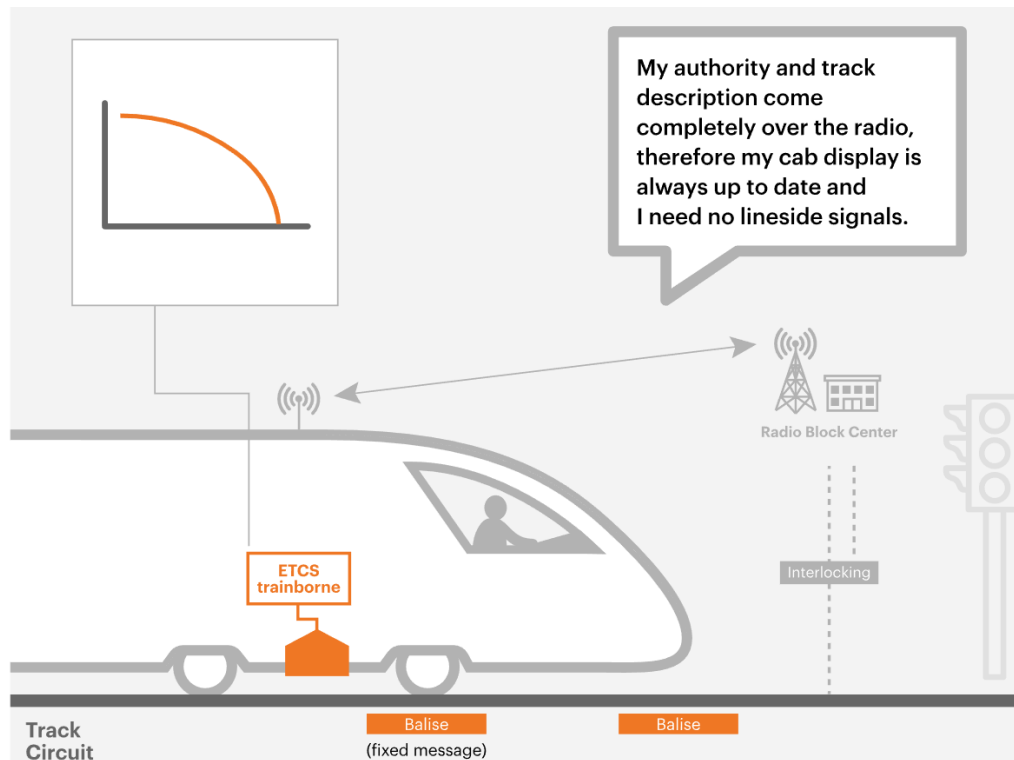 My authority and track
description come
completely over the radio,
therefore my cab display is
always up to date and
I need no lineside signals.
Radio Block Center
ETCS
trainborne
Interlocking
Track
Circuit
Balise
(fixed message)
Balise